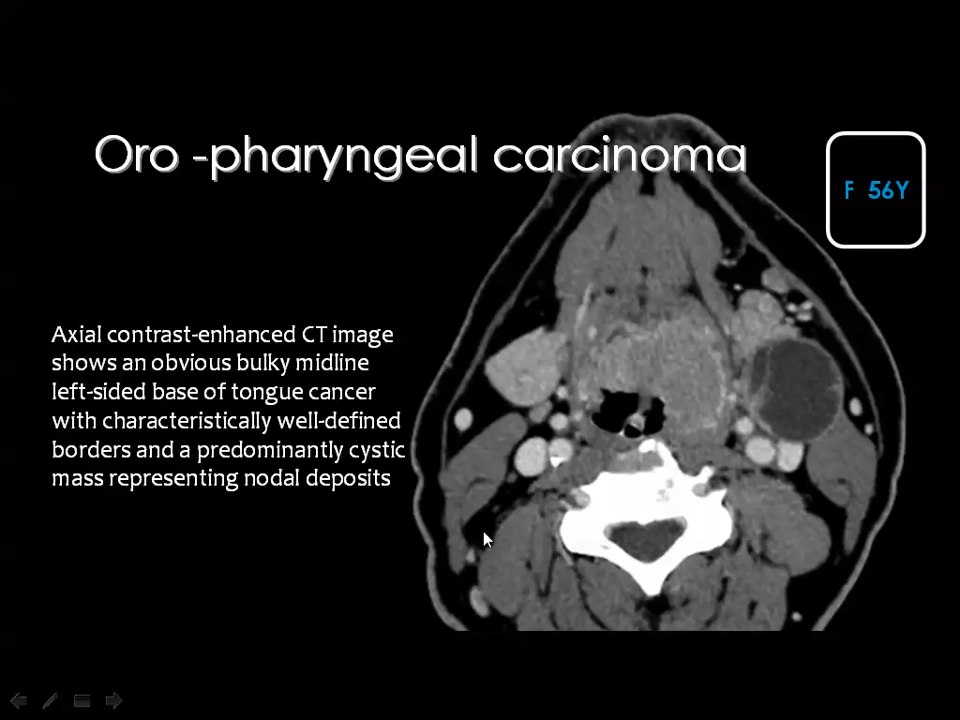 Oro -pharyngeal carcinoma
F 56Y
Axial contrast-enhanced CT image
shows an obvious bulky midline
left-sided base of tongue cancer
with characteristically well-defined
borders and a predominantly cystic
mass representing nodal deposits